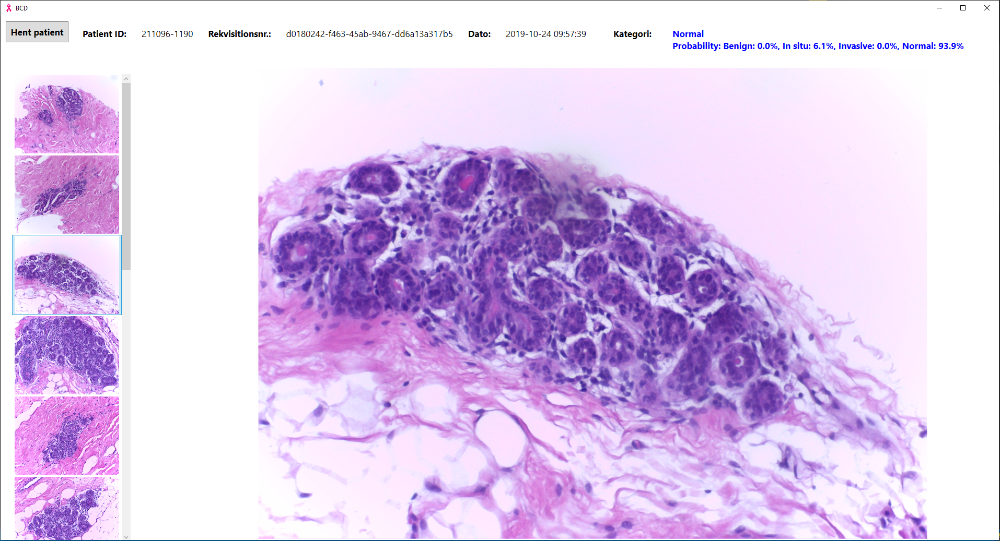 BCD
Hent patient Patient ID: 211096-1190 Rekvisitionsnr.: d0180242-f463-45ab-9467-dd6a13a317b5 Dato: 2019-10-24 09:57:39 Kategori: Normal
Probability: Benign: 0.0%, In situ: 6.1%, Invasive: 0.0%, Normal: 93.9%